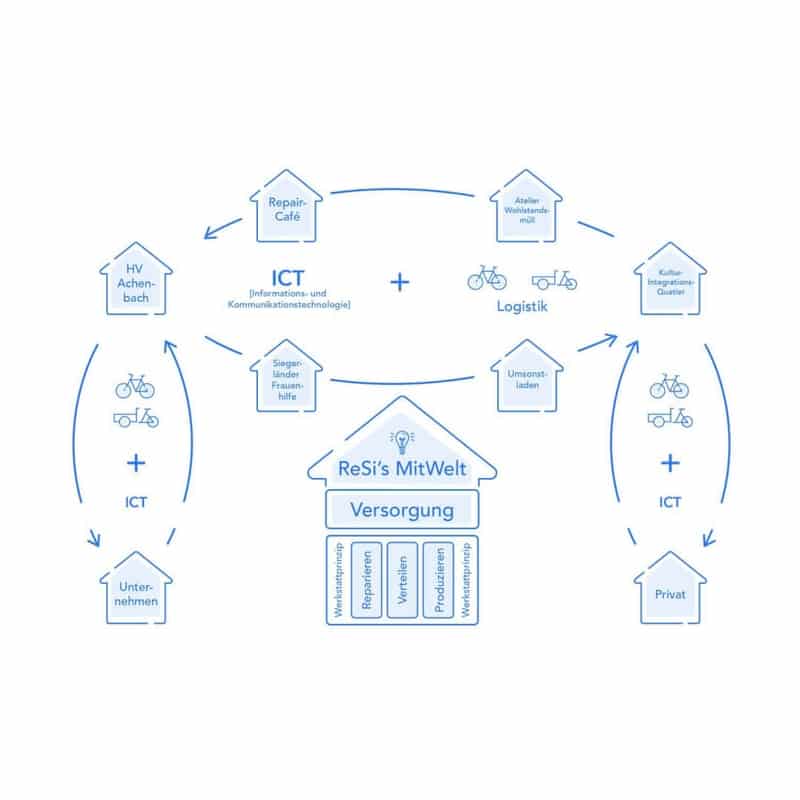 Repair-
Café
Atelier
Wohlstands-
müll
HV
Achen-
bach
ICT
[Informations- und
Kommunikationstechnologie]
+
Logistik
Kultur-
Integrations-
Quatier
Sieger-
länder
Frauen-
hilfe
Umsonst-
laden
+
ICT
+
ICT
ReSi's MitWelt
Versorgung
Werkstattprinzip
Reparieren
Verteilen
Produzieren
Werkstattprinzip
Unter-
nehmen
Privat